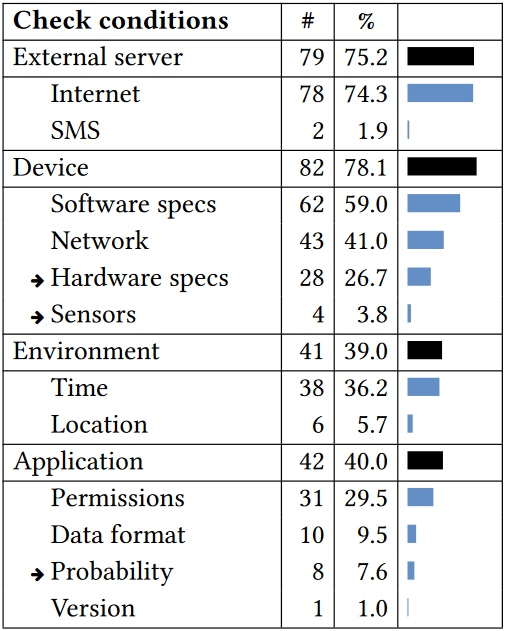 Check conditions # %
External server 79 75.2
Internet 78 74.3
SMS 2 1.9
Device 82 78.1
Software specs 62 59.0
Network 43 41.0
➔ Hardware specs 28 26.7
➔ Sensors 4 3.8
Environment 41 39.0
Time 38 36.2
Location 6 5.7
Application 42 40.0
Permissions 31 29.5
Data format 10 9.5
➔ Probability 8 7.6
Version 1 1.0